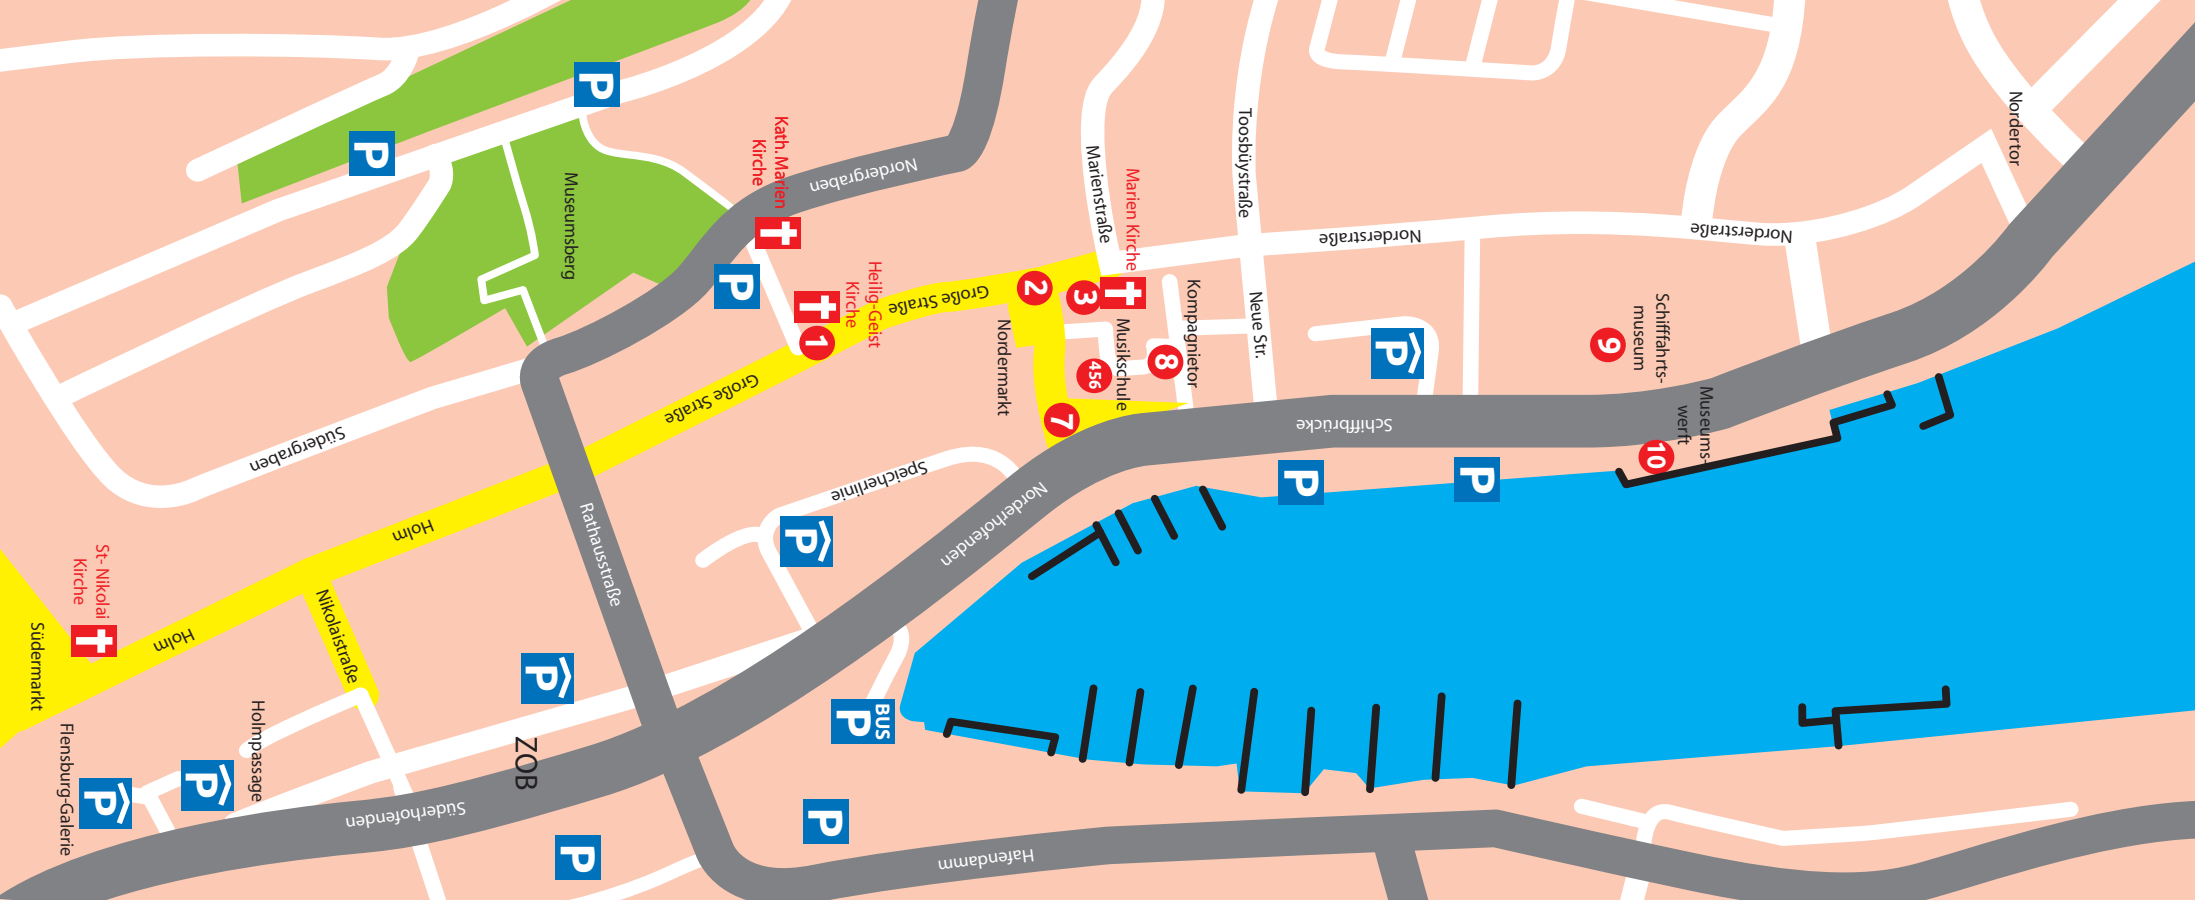 Nordertor
Toosbüystraße
Marienstraße
Marien Kirche
Kath. Marien
Kirche
Nordergraben
Museumsberg
Norderstraße
Norderstraße
Heilig-Geist
Kirche
Große Straße
Große Straße
Nordermarkt
Musikschule
Kompagnietor
Neue Str.
Schifffahrts-
museum
Museums-
werft
Schiffbrücke
Südergraben
Speicherlinie
Norderhofenden
Rathausstraße
Holm
Holm
St- Nikolai
Kirche
Südermarkt
Nikolaistraße
Holmpassage
Flensburg-Galerie
ZOB
Süderhofenden
Hafendamm
1
2
3
456
7
8
9
10
P
P
P
P
P
P
P
P
P
P
P
P
BUS
P